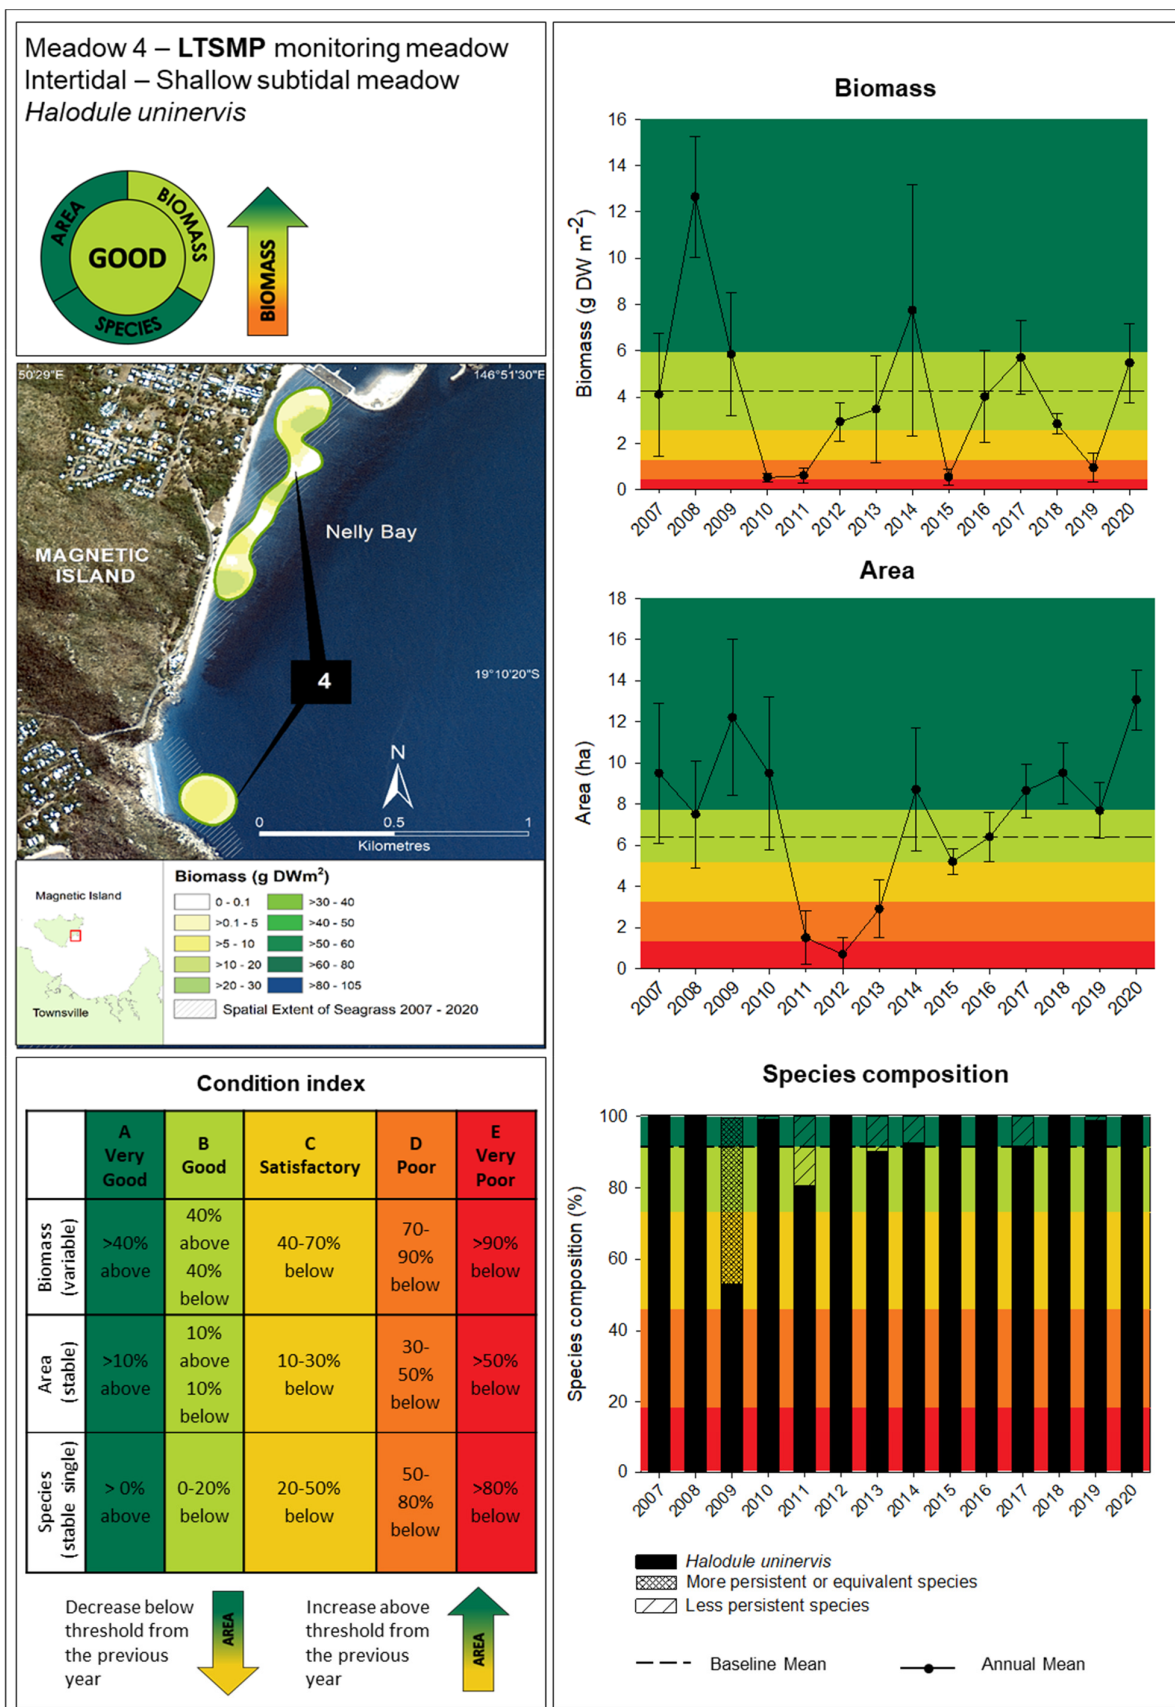 Meadow 4 – LTSMP monitoring meadow
Intertidal – Shallow subtidal meadow
Halodule uninervis
AREA
BIOMASS
SPECIES
GOOD
BIOMASS
50'29"E
146°51'30"E
Nelly Bay
MAGNETIC
ISLAND
4
19°10'20"S
N
0 0.5 1
Kilometres
Magnetic Island
Townsville
Biomass (g DWm²)
0 - 0.1 >30 - 40
>0.1 - 5 >40 - 50
>5 - 10 >50 - 60
>10 - 20 >60 - 80
>20 - 30 >80 - 105
Spatial Extent of Seagrass 2007 - 2020
Condition index
A Very Good
B Good
C Satisfactory
D Poor
E Very Poor
Biomass (variable)
>40% above
40% above 40% below
40-70% below
70-90% below
>90% below
Area (stable)
>10% above
10% above 10% below
10-30% below
30-50% below
>50% below
Species (stable single)
> 0% above
0-20% below
20-50% below
50-80% below
>80% below
Decrease below
threshold from
the previous
year
AREA
Increase above
threshold from
the previous
year
AREA
Biomass
Biomass (g DW m-2)
16
14
12
10
8
6
4
2
0
2007 2008 2009 2010 2011 2012 2013 2014 2015 2016 2017 2018 2019 2020
Area
Area (ha)
18
16
14
12
10
8
6
4
2
0
2007 2008 2009 2010 2011 2012 2013 2014 2015 2016 2017 2018 2019 2020
Species composition
Species composition (%)
100
80
60
40
20
0
2007 2008 2009 2010 2011 2012 2013 2014 2015 2016 2017 2018 2019 2020
Halodule uninervis
More persistent or equivalent species
Less persistent species
Baseline Mean
Annual Mean